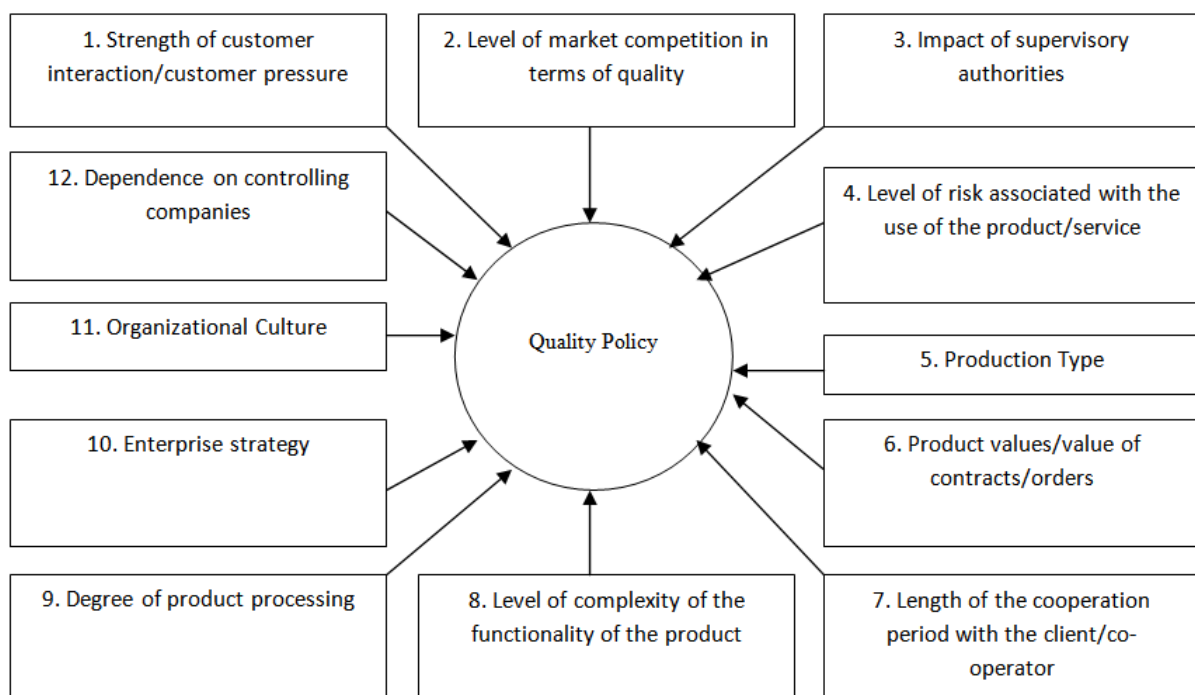 1. Strength of customer
interaction/customer pressure
2. Level of market competition in
terms of quality
3. Impact of supervisory
authorities
12. Dependence on controlling
companies
4. Level of risk associated with the
use of the product/service
11. Organizational Culture
Quality Policy
5. Production Type
10. Enterprise strategy
6. Product values/value of
contracts/orders
9. Degree of product processing
8. Level of complexity of the
functionality of the product
7. Length of the cooperation
period with the client/co-
operator